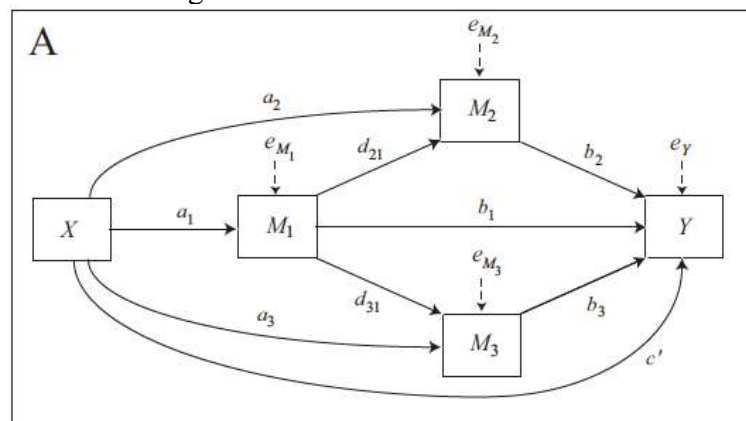 A
e_{M_2}
a_2
M_2
e_{M_1}
d_{21}
b_2
e_Y
X
a_1
M_1
b_1
Y
e_{M_3}
d_{31}
a_3
b_3
M_3
c'